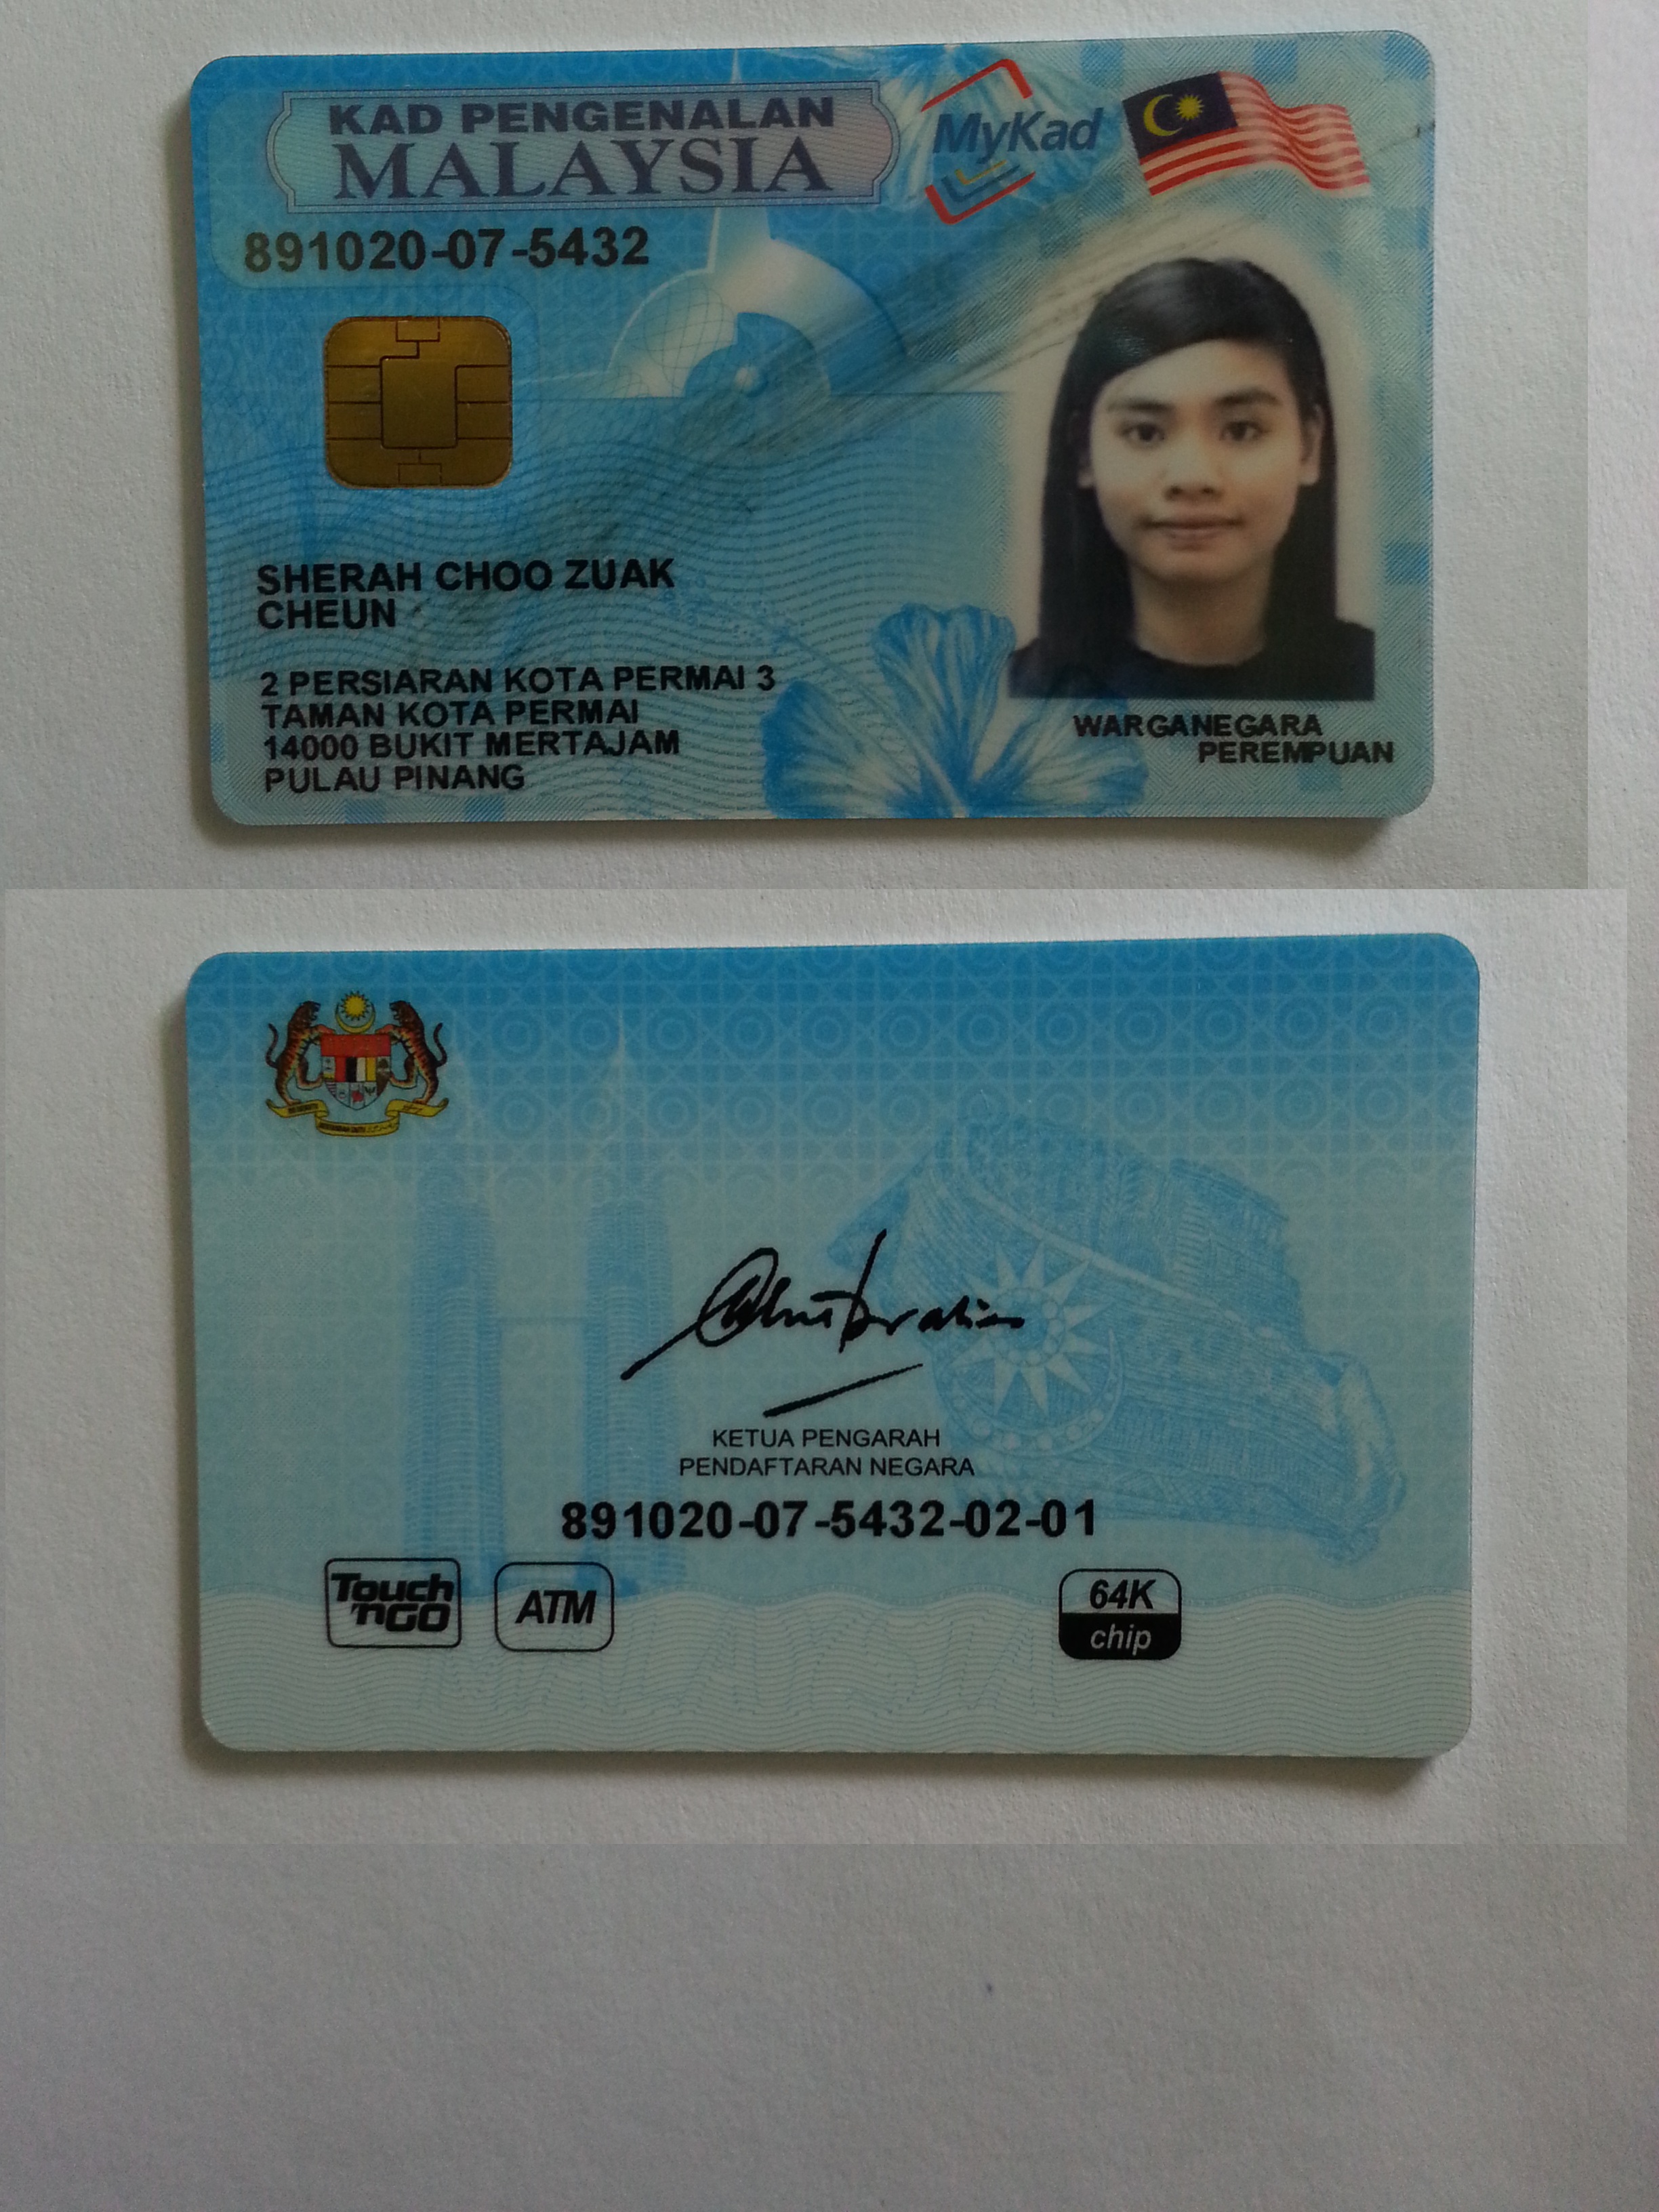 KAD PENGENALAN
MALAYSIA
MyKad
891020-07-5432
SHERAH CHOO ZUAK
CHEUN
2 PERSIARAN KOTA PERMAI 3
TAMAN KOTA PERMAI
14000 BUKIT MERTAJAM
PULAU PINANG
WARGANEGARA
PEREMPUAN
KETUA PENGARAH
PENDAFTARAN NEGARA
891020-07-5432-02-01
Touch
'nGO
ATM
64K
chip
MALAYSIA